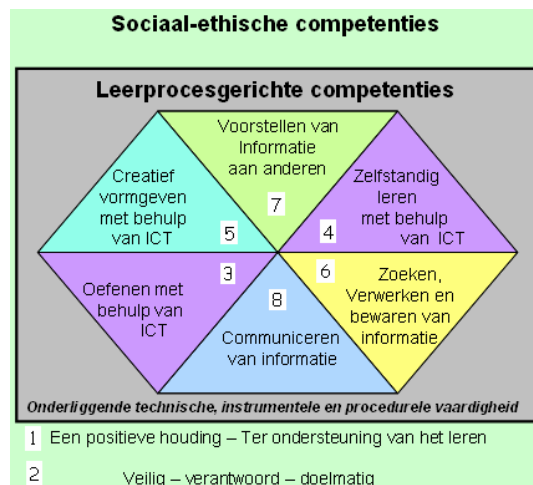 Sociaal-ethische competenties
Leerprocesgerichte competenties
Voorstellen van
Informatie
aan anderen
7
Creatief
vormgeven
met behulp
van ICT
5
Zelfstandig
leren
met behulp
van ICT
4
Oefenen met
behulp van
ICT
3
8
Communiceren
van informatie
6
Zoeken,
Verwerken en
bewaren van
informatie
Onderliggende technische, instrumentele en procedurele vaardigheid
1 Een positieve houding – Ter ondersteuning van het leren
2 Veilig – verantwoord – doelmatig